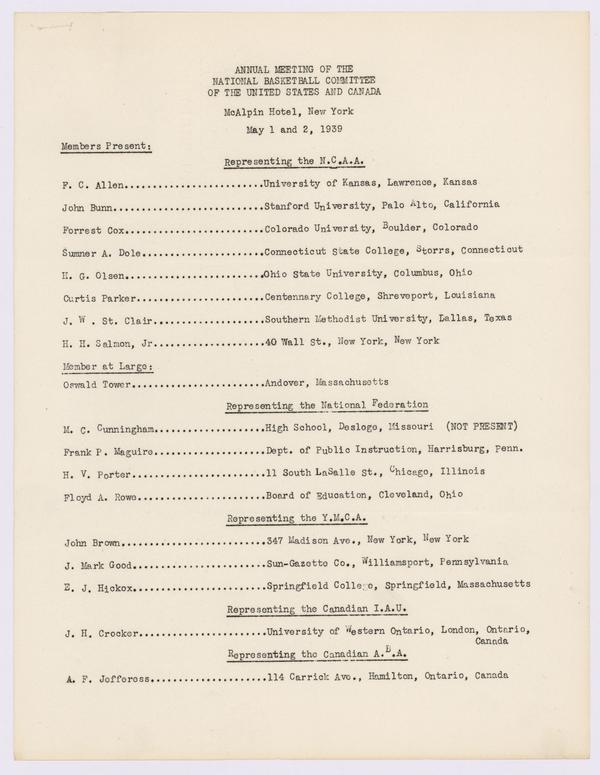 ANNUAL MEETING OF THE
NATIONAL BASKETBALL COMMITTEE
OF THE UNITED STATES AND CANADA
McAlpin Hotel, New York
May 1 and 2, 1939
Members Present:
Representing the N.C.A.A.
F. C. Allen........................University of Kansas, Lawrence, Kansas
John Bunn..........................Stanford University, Palo Alto, California
Forrest Cox........................Colorado University, Boulder, Colorado
Sumner A. Dole.....................Connecticut State College, Storrs, Connecticut
H. G. Olsen........................Ohio State University, Columbus, Ohio
Curtis Parker......................Centennary College, Shreveport, Louisiana
J. W . St. Clair...................Southern Methodist University, Dallas, Texas
H. H. Salmon, Jr...................40 Wall St., New York, New York
Member at Large:
Oswald Tower.......................Andover, Massachusetts
Representing the National Federation
M. C. Cunningham...................High School, Desloge, Missouri (NOT PRESENT)
Frank P. Maguire...................Dept. of Public Instruction, Harrisburg, Penn.
H. V. Porter.......................11 South LaSalle St., Chicago, Illinois
Floyd A. Rowe......................Board of Education, Cleveland, Ohio
Representing the Y.M.C.A.
John Brown.........................347 Madison Ave., New York, New York
J. Mark Good.......................Sun-Gazette Co., Williamsport, Pennsylvania
E. J. Hickox.......................Springfield College, Springfield, Massachusetts
Representing the Canadian I.A.U.
J. H. Crocker......................University of Western Ontario, London, Ontario,
Canada
Representing the Canadian A.B.A.
A. F. Jefferess....................114 Carrick Ave., Hamilton, Ontario, Canada